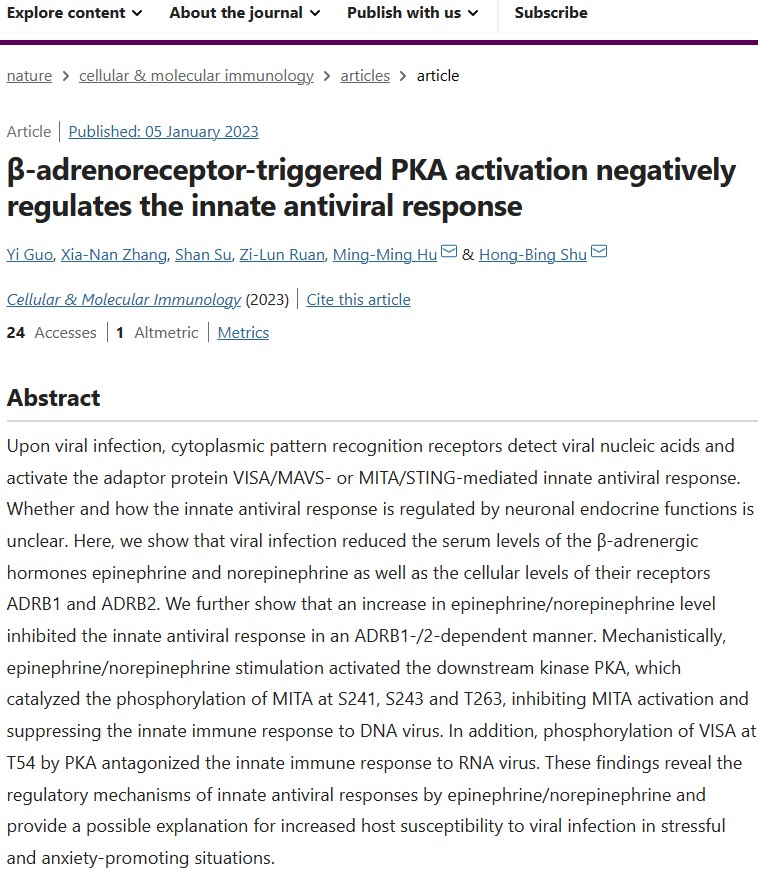 Explore content About the journal Publish with us Subscribe
nature > cellular & molecular immunology > articles > article
Article | Published: 05 January 2023
β-adrenoreceptor-triggered PKA activation negatively
regulates the innate antiviral response
Yi Guo, Xia-Nan Zhang, Shan Su, Zi-Lun Ruan, Ming-Ming Hu & Hong-Bing Shu
Cellular & Molecular Immunology (2023) | Cite this article
24 Accesses | 1 Altmetric | Metrics
Abstract
Upon viral infection, cytoplasmic pattern recognition receptors detect viral nucleic acids and
activate the adaptor protein VISA/MAVS- or MITA/STING-mediated innate antiviral response.
Whether and how the innate antiviral response is regulated by neuronal endocrine functions is
unclear. Here, we show that viral infection reduced the serum levels of the β-adrenergic
hormones epinephrine and norepinephrine as well as the cellular levels of their receptors
ADRB1 and ADRB2. We further show that an increase in epinephrine/norepinephrine level
inhibited the innate antiviral response in an ADRB1-/2-dependent manner. Mechanistically,
epinephrine/norepinephrine stimulation activated the downstream kinase PKA, which
catalyzed the phosphorylation of MITA at S241, S243 and T263, inhibiting MITA activation and
suppressing the innate immune response to DNA virus. In addition, phosphorylation of VISA at
T54 by PKA antagonized the innate immune response to RNA virus. These findings reveal the
regulatory mechanisms of innate antiviral responses by epinephrine/norepinephrine and
provide a possible explanation for increased host susceptibility to viral infection in stressful
and anxiety-promoting situations.